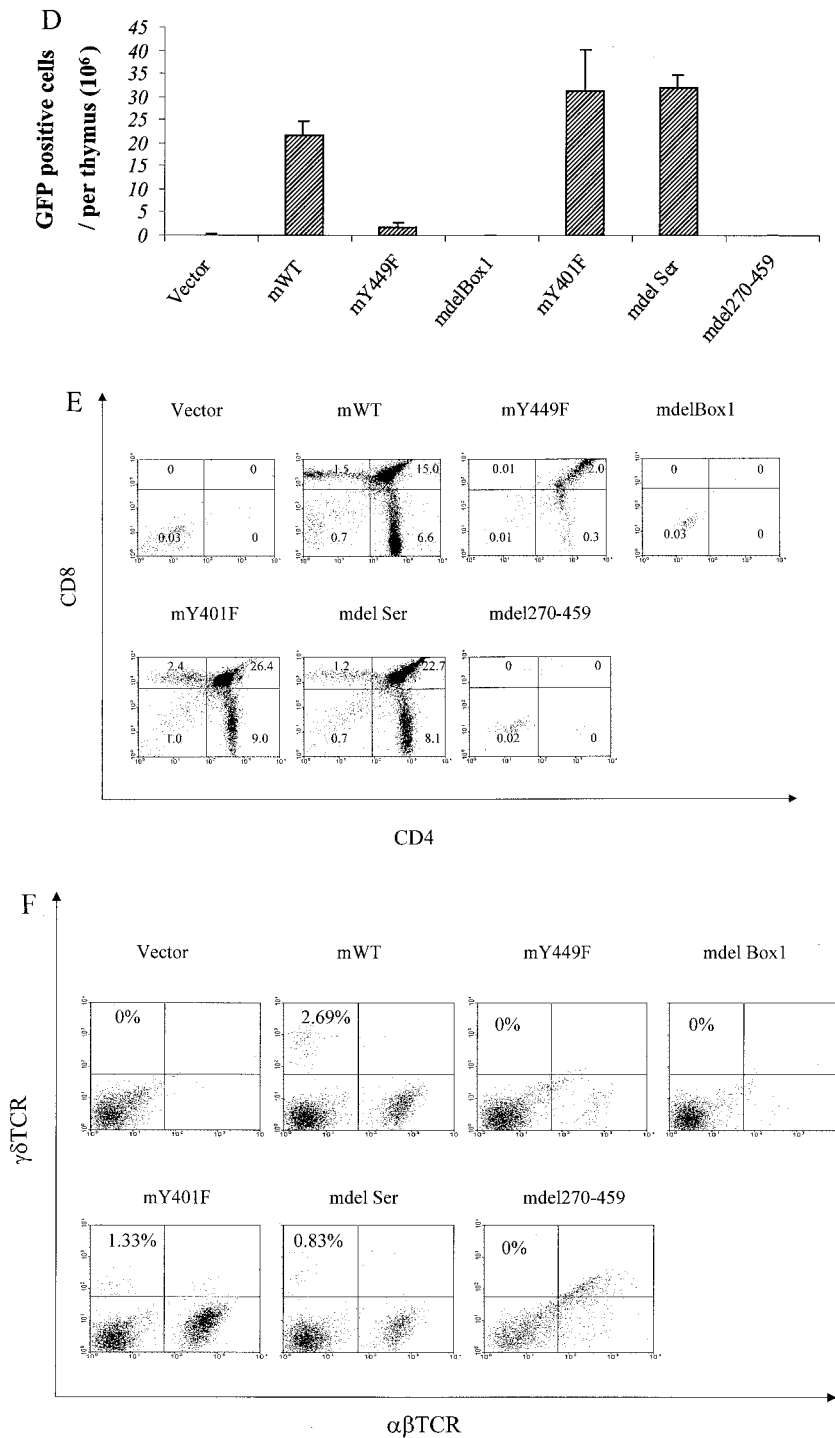 D
GFP positive cells
/ per thymus (10⁶)
45
40
35
30
25
20
15
10
5
0
Vector
mWT
mY449F
mdelBox1
mY401F
mdel Ser
mdel270-459
E
CD8
Vector
mWT
mY449F
mdelBox1
0 0
0.03 0
1.5 15.0
0.7 6.6
0.01 2.0
0.01 0.3
0 0
0.03 0
mY401F
mdel Ser
mdel270-459
2.4 26.4
1.0 9.0
1.2 22.7
0.7 8.1
0 0
0.02 0
CD4
F
γδTCR
Vector
mWT
mY449F
mdel Box1
0%
2.69%
0%
0%
mY401F
mdel Ser
mdel270-459
1.33%
0.83%
0%
αβTCR